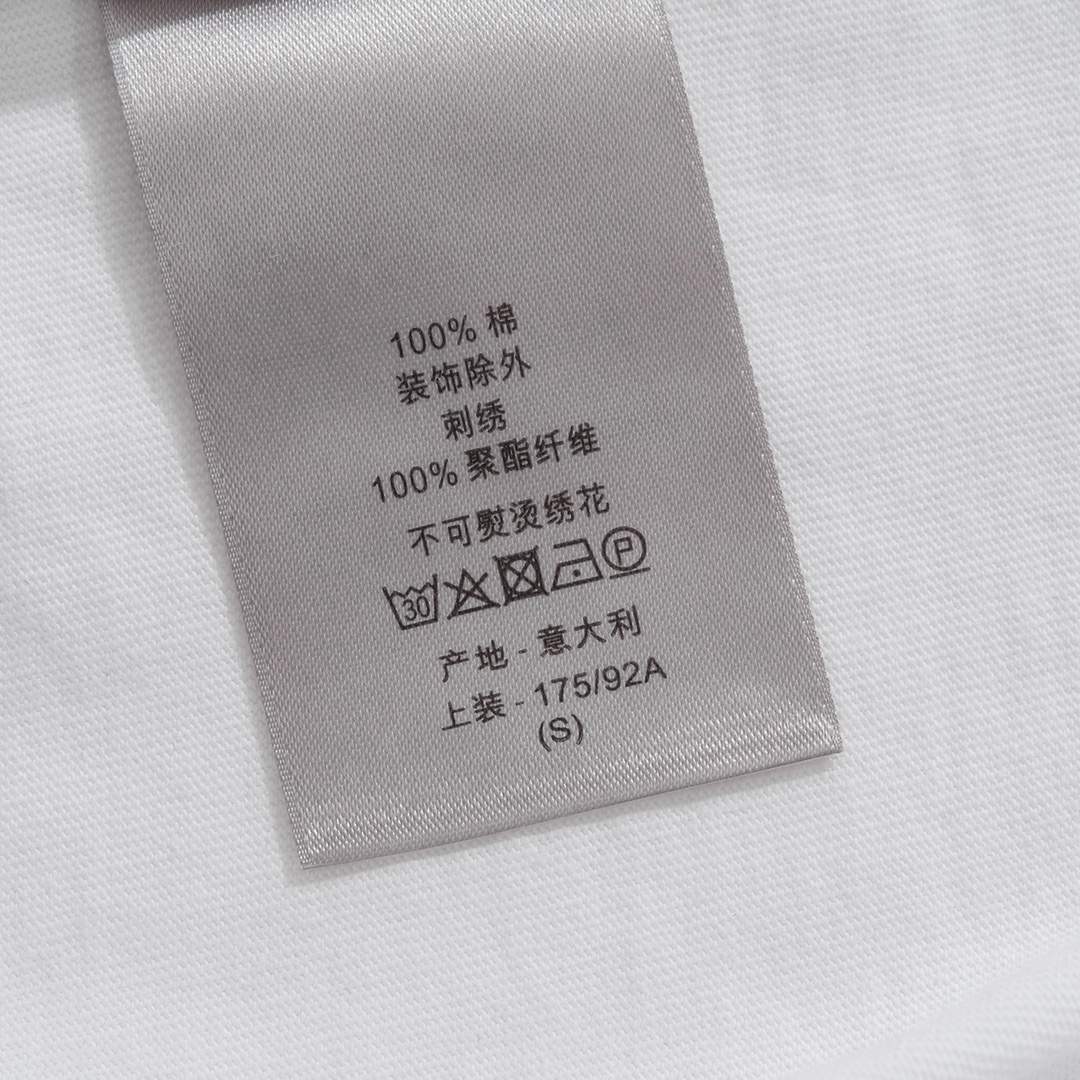 100% 棉
装饰除外
刺绣
100% 聚酯纤维
不可熨烫绣花
30 P
产地 - 意大利
上装 - 175/92A
(S)